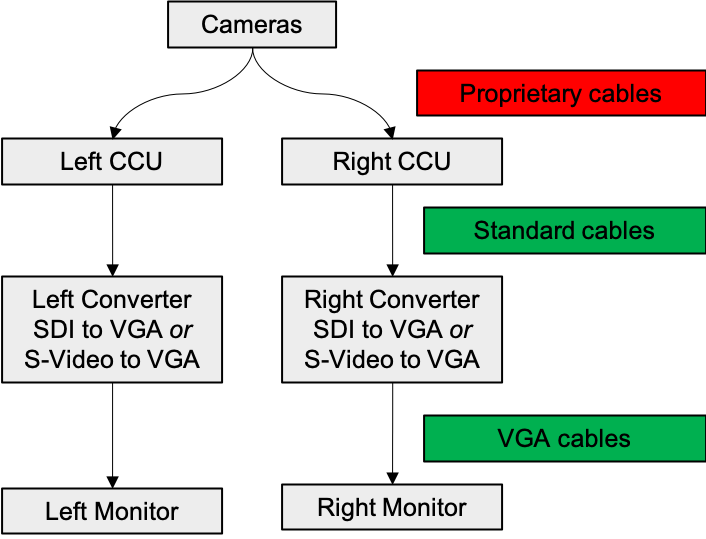 Cameras
Proprietary cables
Left CCU
Right CCU
Standard cables
Left Converter
SDI to VGA or
S-Video to VGA
Right Converter
SDI to VGA or
S-Video to VGA
VGA cables
Left Monitor
Right Monitor